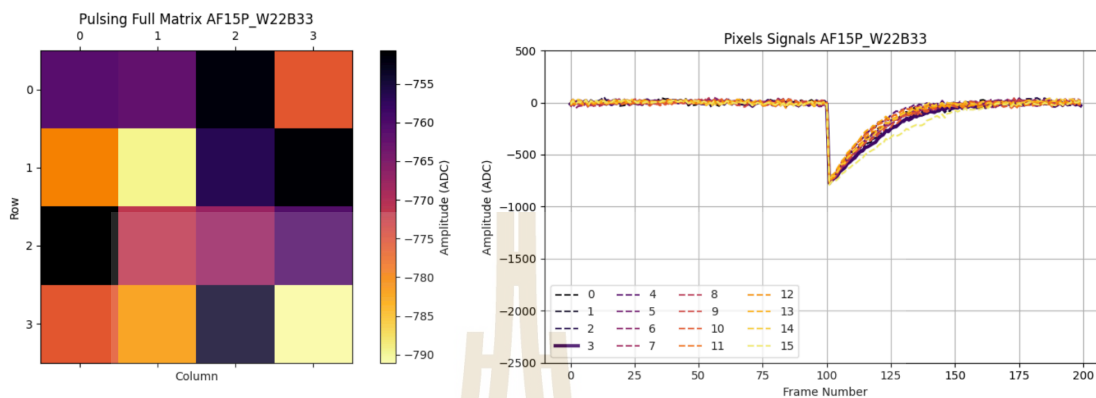 Pulsing Full Matrix AF15P_W22B33
0 1 2 3
0
1
2
3
Row
Column
−755
−760
−765
−770
−775
−780
−785
−790
Amplitude (ADC)
Pixels Signals AF15P_W22B33
500
0
−500
−1000
−1500
−2000
−2500
Amplitude (ADC)
0 4 8 12
1 5 9 13
2 6 10 14
3 7 11 15
0 25 50 75 100 125 150 175 200
Frame Number